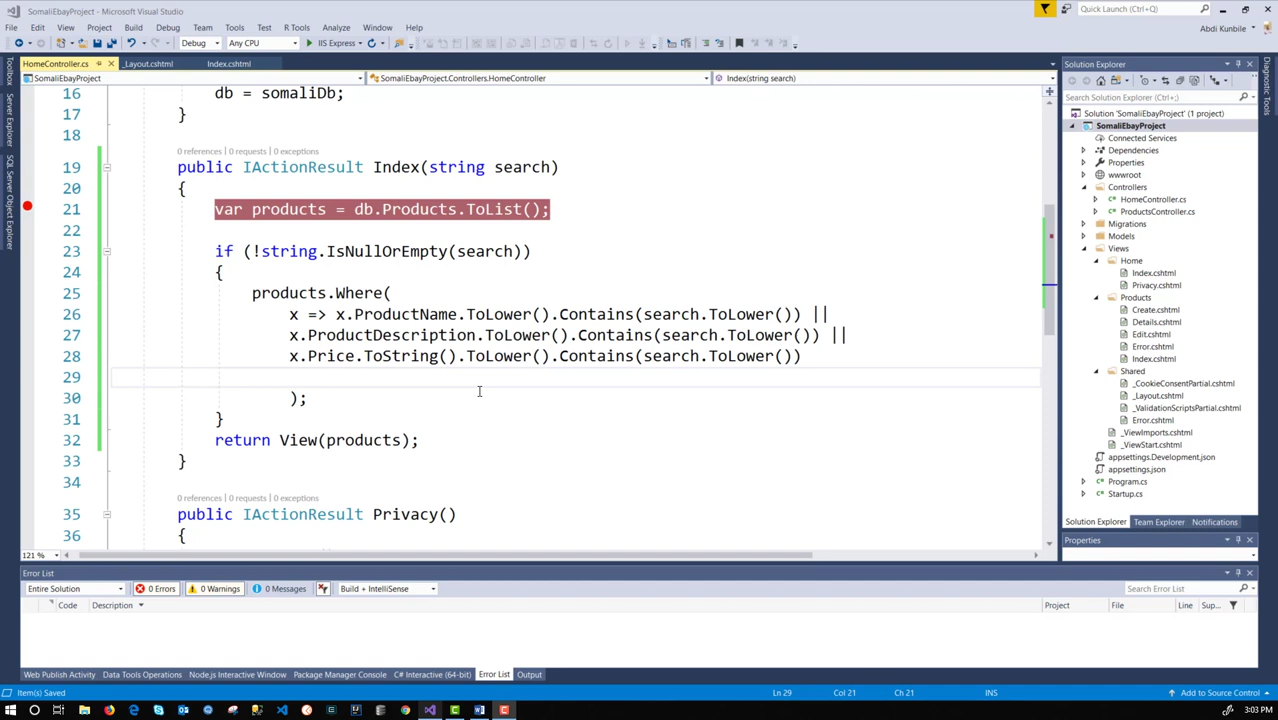 SomaliEbayProject - Microsoft Visual Studio
Quick Launch (Ctrl+Q)
File Edit View Project Build Debug Team Tools Test R Tools Analyze Window Help
Abdi Kunbile
Debug Any CPU IIS Express
HomeController.cs _Layout.cshtml Index.cshtml
SomaliEbayProject SomaliEbayProject.Controllers.HomeController Index(string search)
Toolbox
Server Explorer
SQL Server Object Explorer
16 db = somaliDb;
17 }
18
0 references | 0 requests | 0 exceptions
19 public IActionResult Index(string search)
20 {
21 var products = db.Products.ToList();
22
23 if (!string.IsNullOrEmpty(search))
24 {
25 products.Where(
26 x => x.ProductName.ToLower().Contains(search.ToLower()) ||
27 x.ProductDescription.ToLower().Contains(search.ToLower()) ||
28 x.Price.ToString().ToLower().Contains(search.ToLower())
29
30 );
31 }
32 return View(products);
33 }
34
0 references | 0 requests | 0 exceptions
35 public IActionResult Privacy()
36 {
121 %
Solution Explorer
Search Solution Explorer (Ctrl+;)
Solution 'SomaliEbayProject' (1 project)
SomaliEbayProject
Connected Services
Dependencies
Properties
wwwroot
Controllers
HomeController.cs
ProductsController.cs
Migrations
Models
Views
Home
Index.cshtml
Privacy.cshtml
Products
Create.cshtml
Details.cshtml
Edit.cshtml
Error.cshtml
Index.cshtml
Shared
_CookieConsentPartial.cshtml
_Layout.cshtml
_ValidationScriptsPartial.cshtml
Error.cshtml
_ViewImports.cshtml
_ViewStart.cshtml
appsettings.Development.json
appsettings.json
Program.cs
Startup.cs
Solution Explorer Team Explorer Notifications
Properties
Diagnostic Tools
Error List
Entire Solution 0 Errors 0 Warnings 0 Messages Build + IntelliSense
Search Error List
Code Description Project File Line Sup...
Web Publish Activity Data Tools Operations Node.js Interactive Window Package Manager Console C# Interactive (64-bit) Error List Output
Item(s) Saved Ln 29 Col 21 Ch 21 INS Add to Source Control
3:03 PM